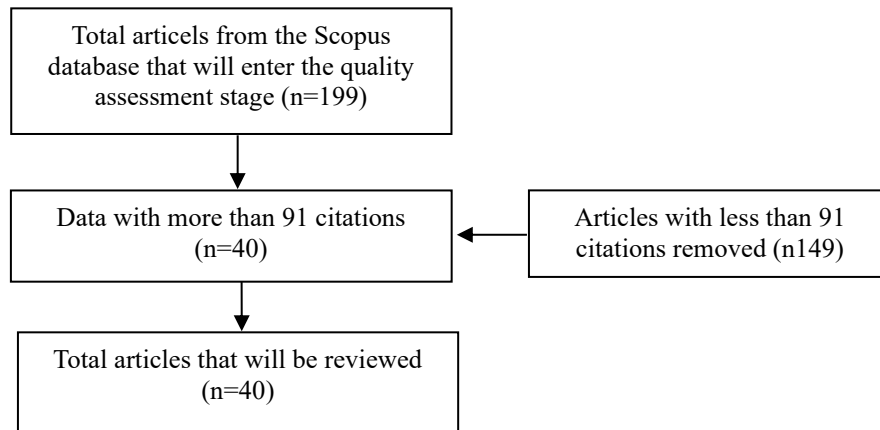 Total articels from the Scopus
database that will enter the quality
assessment stage (n=199)
Data with more than 91 citations
(n=40)
Articles with less than 91
citations removed (n149)
Total articles that will be reviewed
(n=40)